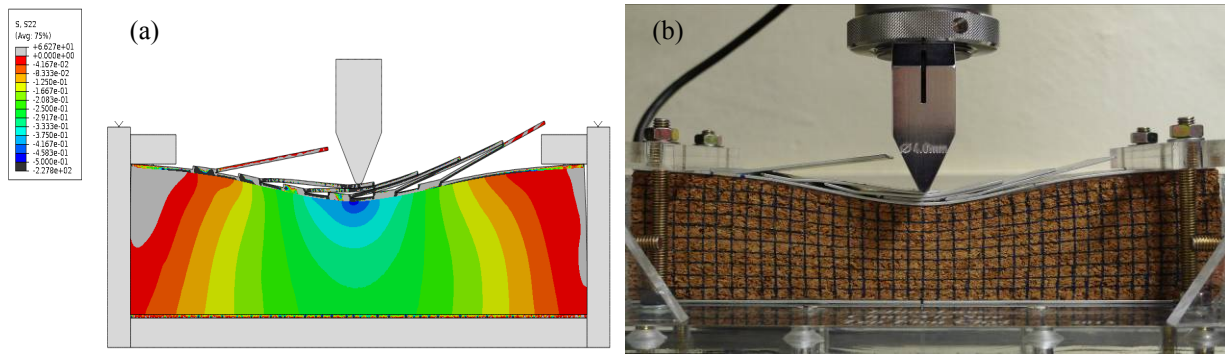 S, S22
(Avg: 75%)
+6.627e+01
+0.000e+00
-4.167e-02
-8.333e-02
-1.250e-01
-1.667e-01
-2.083e-01
-2.500e-01
-2.917e-01
-3.333e-01
-3.750e-01
-4.167e-01
-4.583e-01
-5.000e-01
-2.278e+02
(a)
(b)
Ø4.0mm